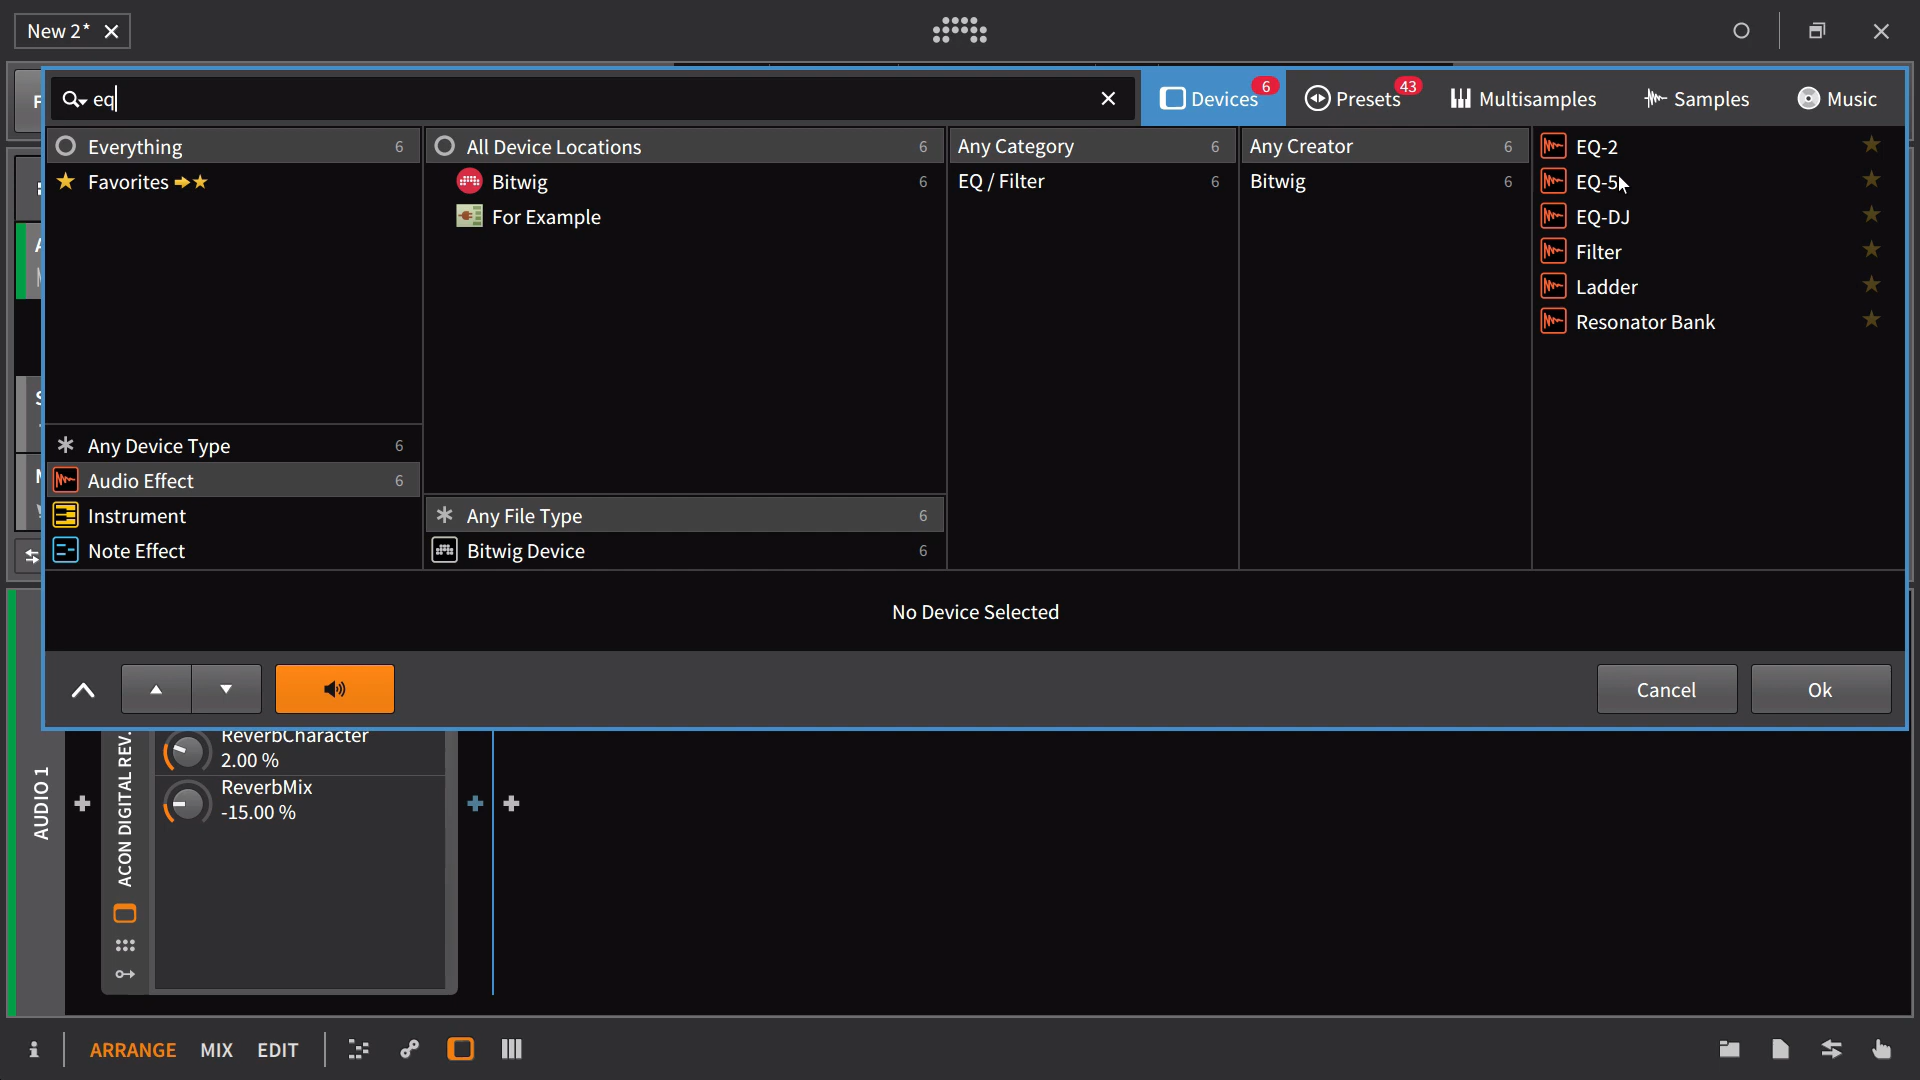 New 2*
eq
Devices 6
Presets 43
Multisamples
Samples
Music
Everything 6
Favorites
Any Device Type 6
Audio Effect 6
Instrument
Note Effect
All Device Locations 6
Bitwig 6
For Example
Any File Type 6
Bitwig Device 6
Any Category 6
EQ / Filter 6
Any Creator 6
Bitwig 6
EQ-2
EQ-5
EQ-DJ
Filter
Ladder
Resonator Bank
No Device Selected
Cancel
Ok
AUDIO 1
ACON DIGITAL REV.
ReverbCharacter
2.00 %
ReverbMix
-15.00 %
ARRANGE
MIX
EDIT